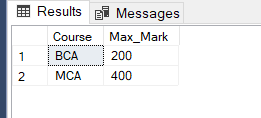 Results Messages
Course Max_Mark
1 BCA 200
2 MCA 400